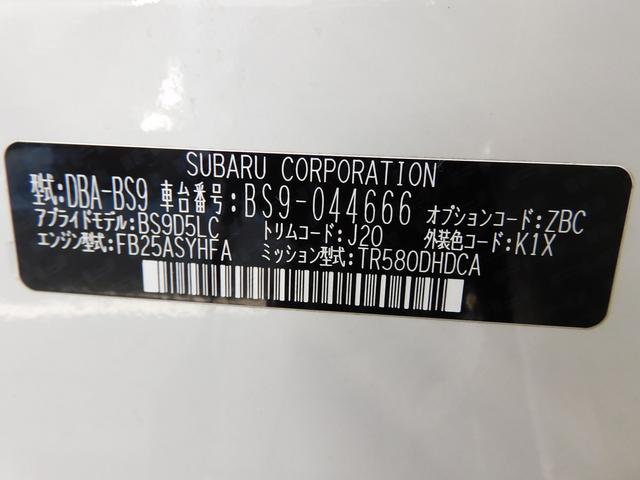 SUBARU CORPORATION
型式:DBA-BS9 車台番号:BS9-044666 オプションコード:ZBC
アプライドモデル:BS9D5LC トリムコード:J20 外装色コード:K1X
エンジン型式:FB25ASYHFA ミッション型式:TR580DHDCA